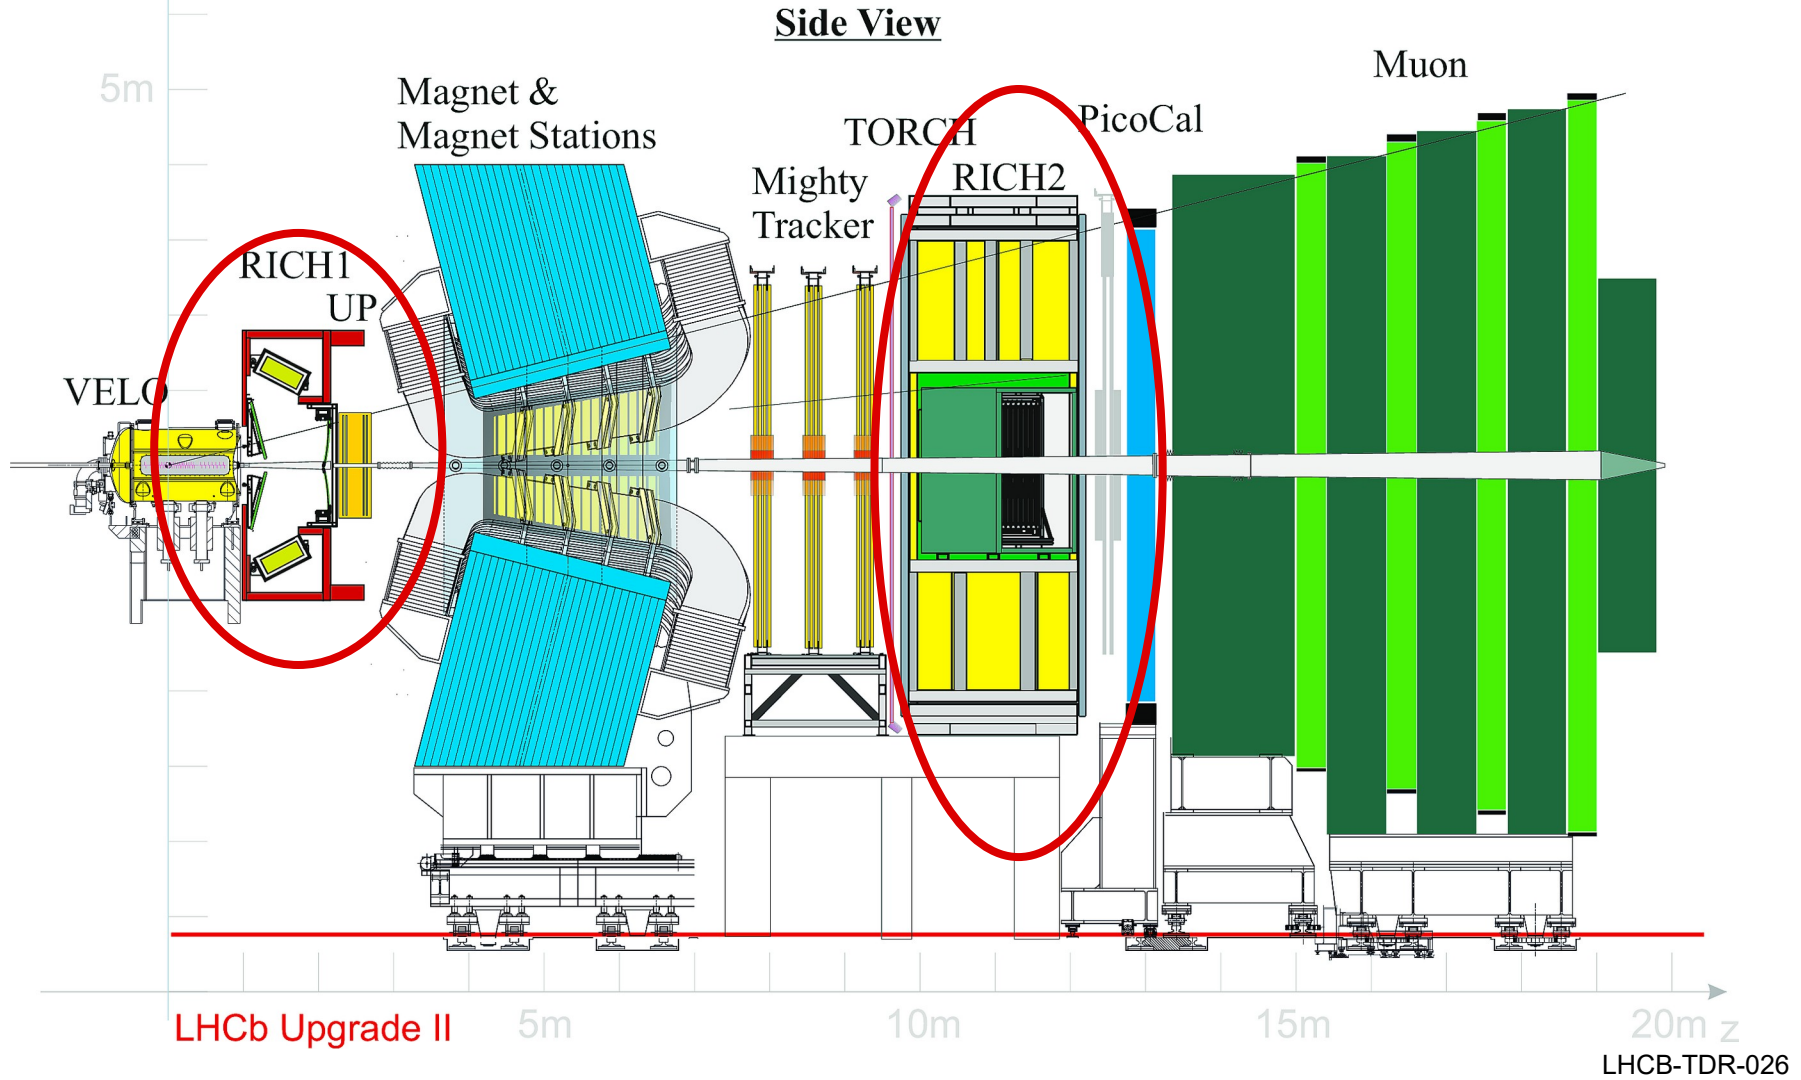 Side View
5m
Magnet &
Magnet Stations
Muon
TORCH
PicoCal
Mighty
Tracker
RICH2
RICH1
UP
VELO
LHCb Upgrade II
5m
10m
15m
20m
z
LHCB-TDR-026